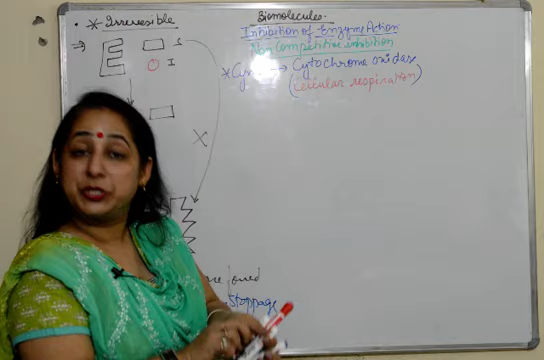 Biomolecules.
* Irreversible
Inhibition of Enzyme Action
Non Competitive inhibition
⇒ S
I
→ Cytochrome oxidase
(cellular respiration)
X
Stoppage